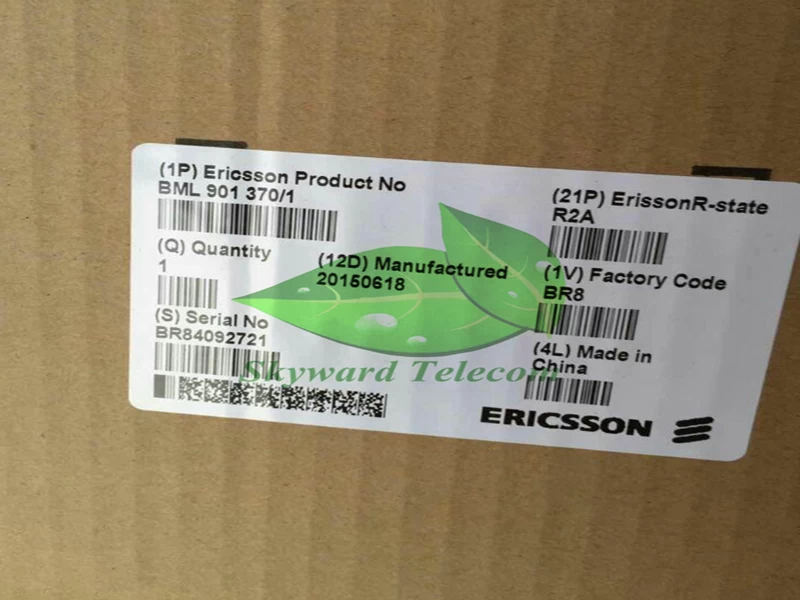 (1P) Ericsson Product No
BML 901 370/1
(21P) ErissonR-state
R2A
(Q) Quantity
1
(12D) Manufactured
20150618
(1V) Factory Code
BR8
(S) Serial No
BR84092721
(4L) Made in
China
Skyward Telecom
ERICSSON